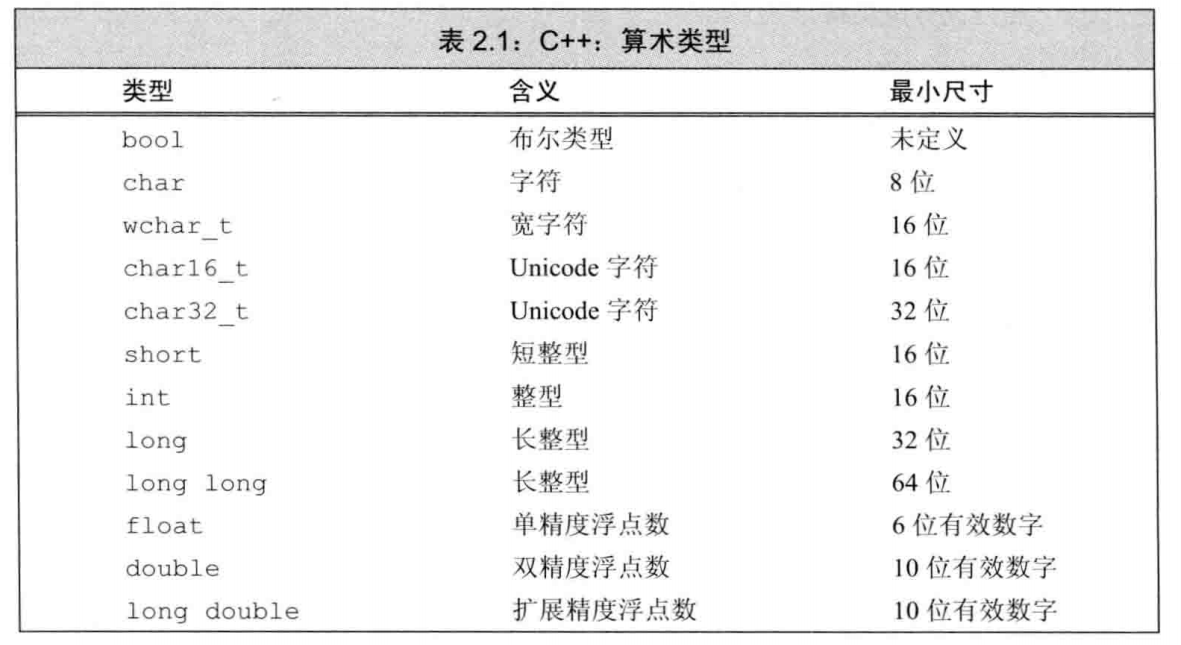 表 2.1：C++：算术类型
类型 含义 最小尺寸
bool 布尔类型 未定义
char 字符 8 位
wchar_t 宽字符 16 位
char16_t Unicode 字符 16 位
char32_t Unicode 字符 32 位
short 短整型 16 位
int 整型 16 位
long 长整型 32 位
long long 长整型 64 位
float 单精度浮点数 6 位有效数字
double 双精度浮点数 10 位有效数字
long double 扩展精度浮点数 10 位有效数字